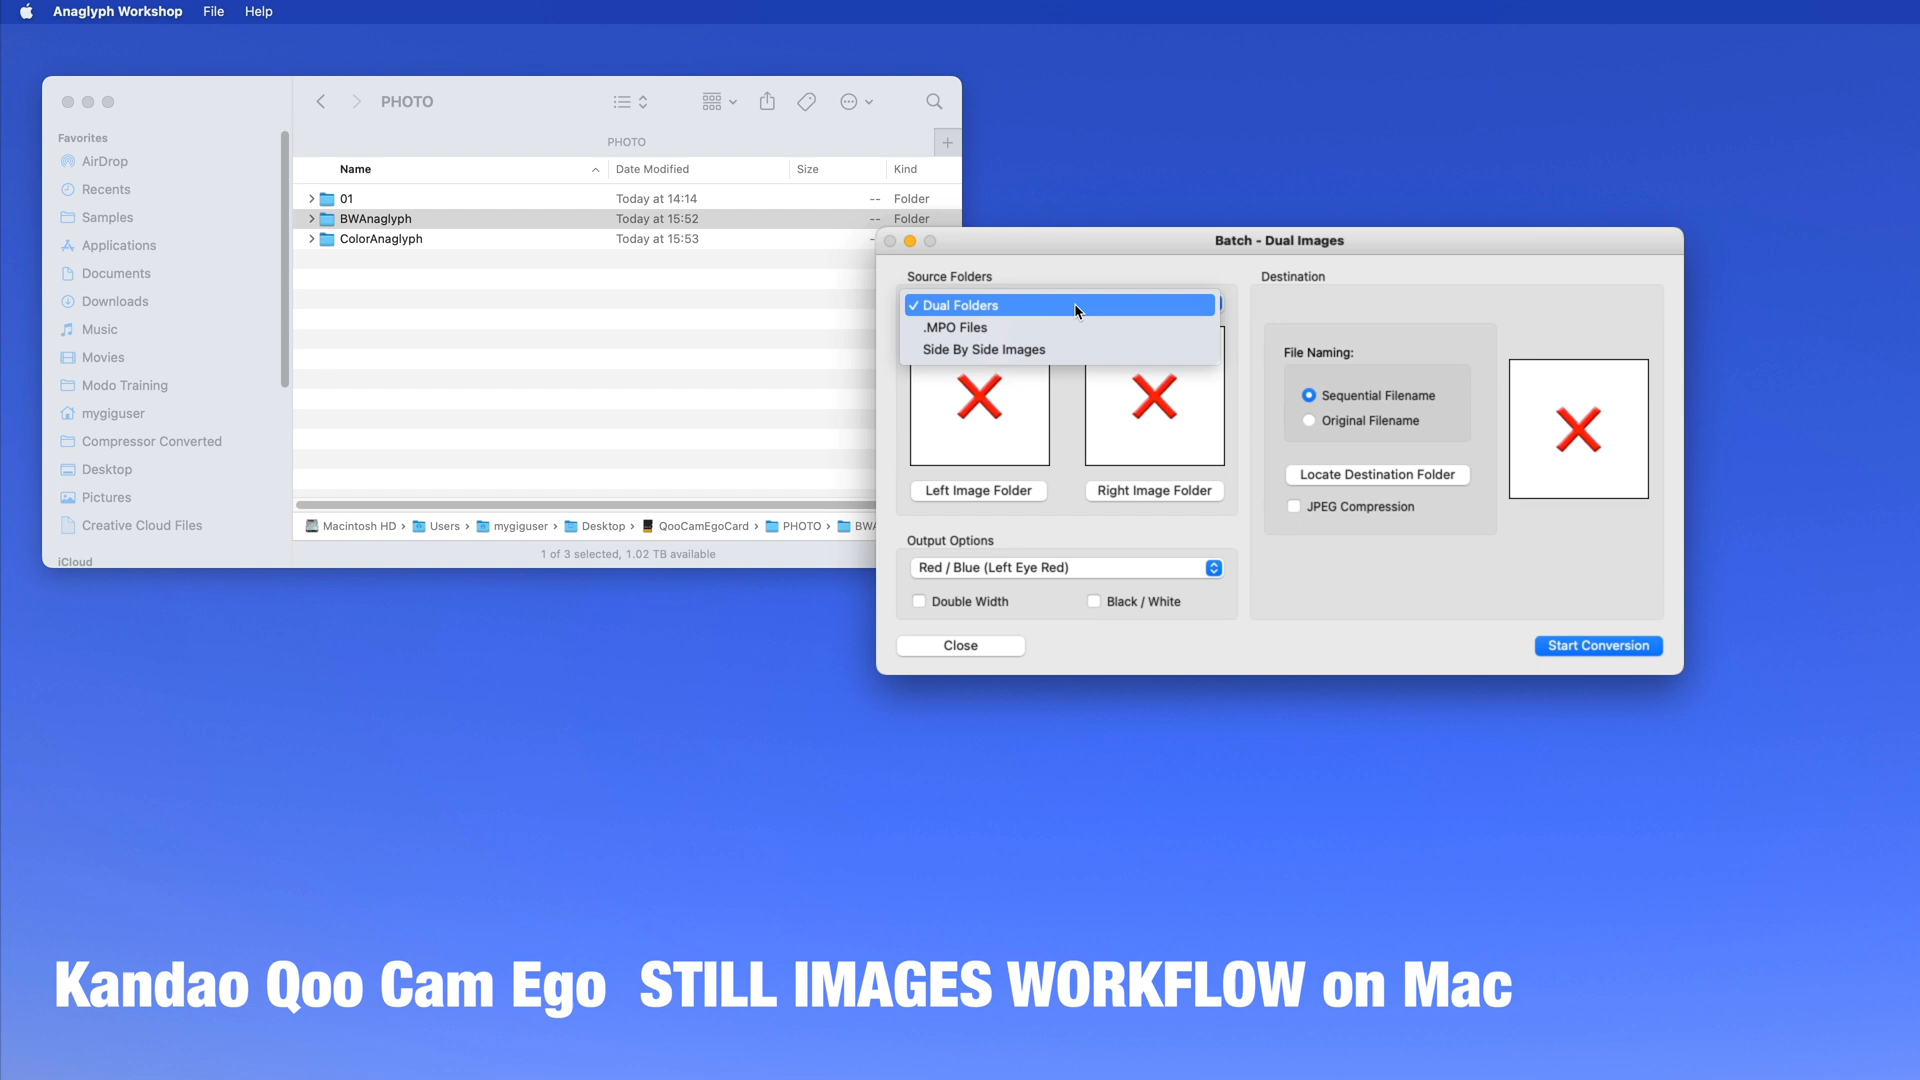 Anaglyph Workshop File Help
PHOTO
PHOTO
Favorites
AirDrop
Recents
Samples
Applications
Documents
Downloads
Music
Movies
Modo Training
mygiguser
Compressor Converted
Desktop
Pictures
Creative Cloud Files
iCloud
Name Date Modified Size Kind
01 Today at 14:14 -- Folder
BWAnaglyph Today at 15:52 -- Folder
ColorAnaglyph Today at 15:53
Macintosh HD › Users › mygiguser › Desktop › QooCamEgoCard › PHOTO › BWA
1 of 3 selected, 1.02 TB available
Batch - Dual Images
Source Folders
✓ Dual Folders
.MPO Files
Side By Side Images
Left Image Folder Right Image Folder
Output Options
Red / Blue (Left Eye Red)
Double Width Black / White
Close
Destination
File Naming:
Sequential Filename
Original Filename
Locate Destination Folder
JPEG Compression
Start Conversion
Kandao Qoo Cam Ego STILL IMAGES WORKFLOW on Mac